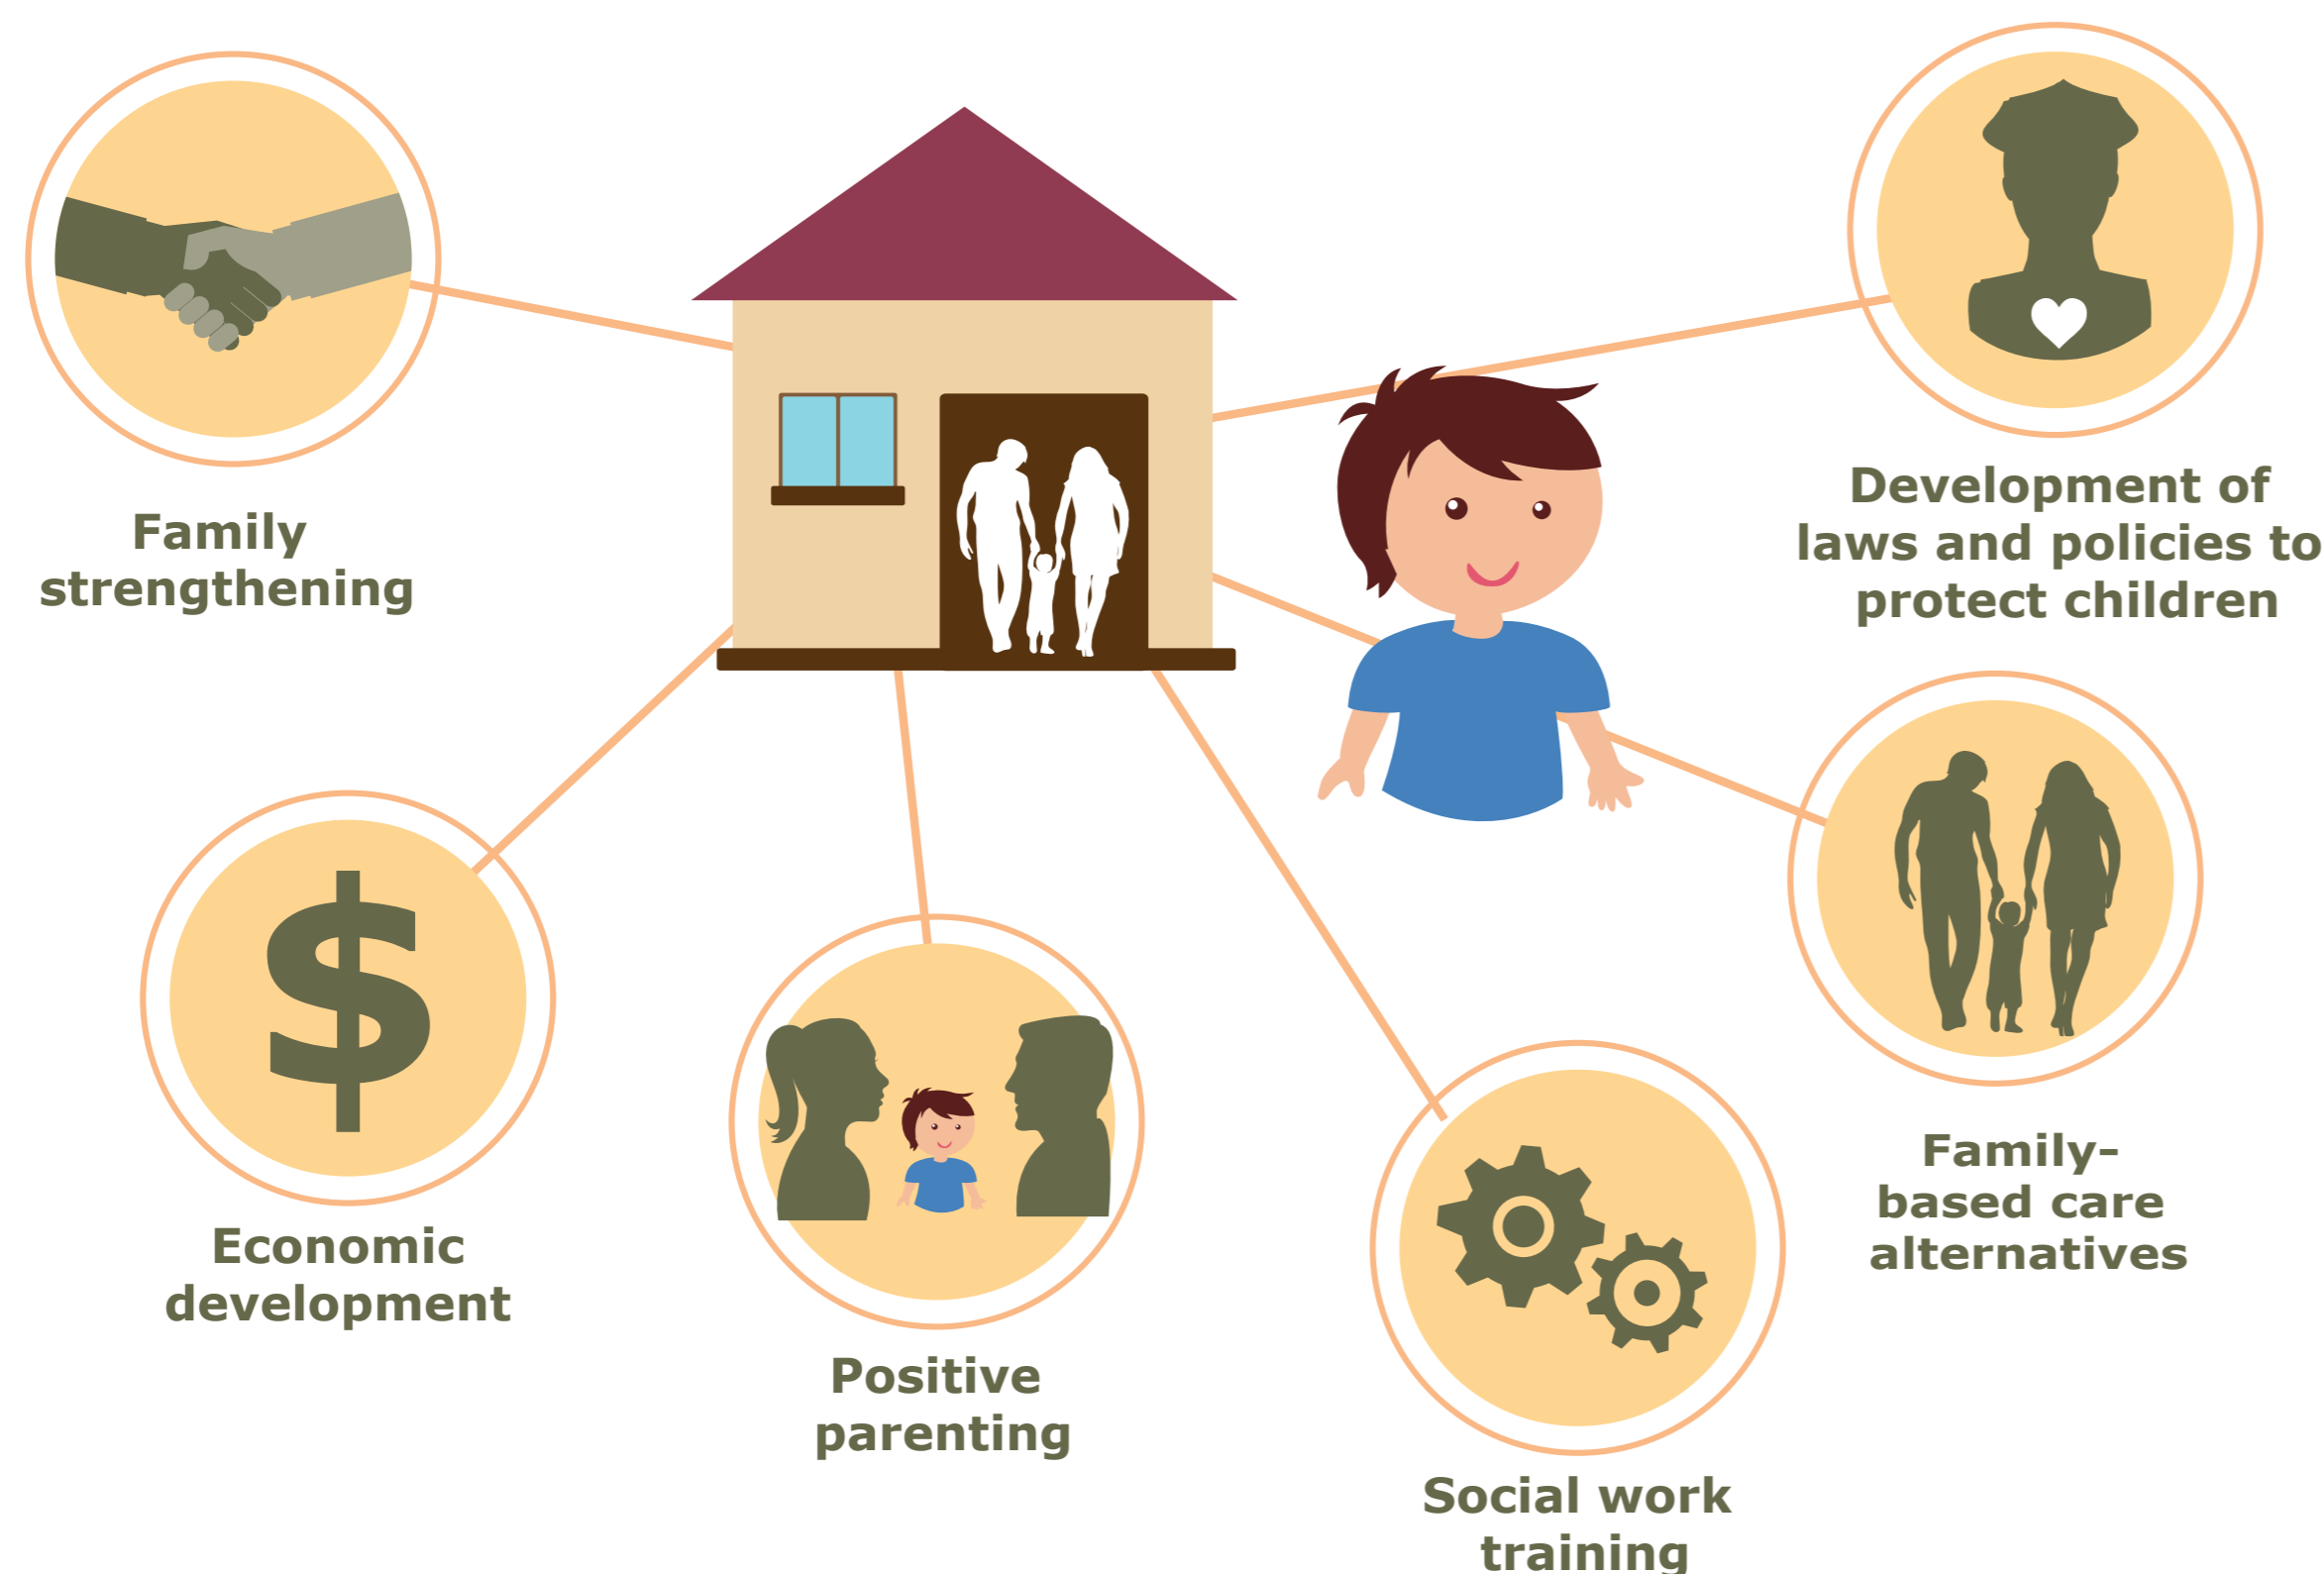 Family
strengthening
Development of
laws and policies to
protect children
Economic
development
Positive
parenting
Social work
training
Family-
based care
alternatives